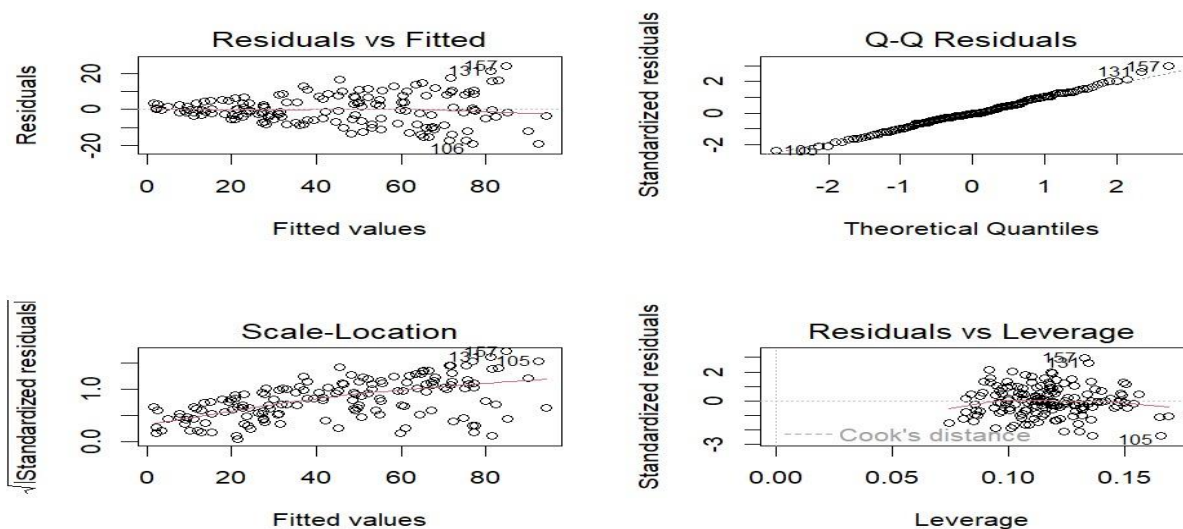 Residuals vs Fitted
Residuals
20
0
-20
157
131
106
0 20 40 60 80
Fitted values
Q-Q Residuals
Standardized residuals
2
0
-2
157
131
105
-2 -1 0 1 2
Theoretical Quantiles
Scale-Location
√|Standardized residuals|
1.0
0.0
157
131
105
0 20 40 60 80
Fitted values
Residuals vs Leverage
Standardized residuals
2
0
-3
157
131
105
Cook's distance
0.00 0.05 0.10 0.15
Leverage